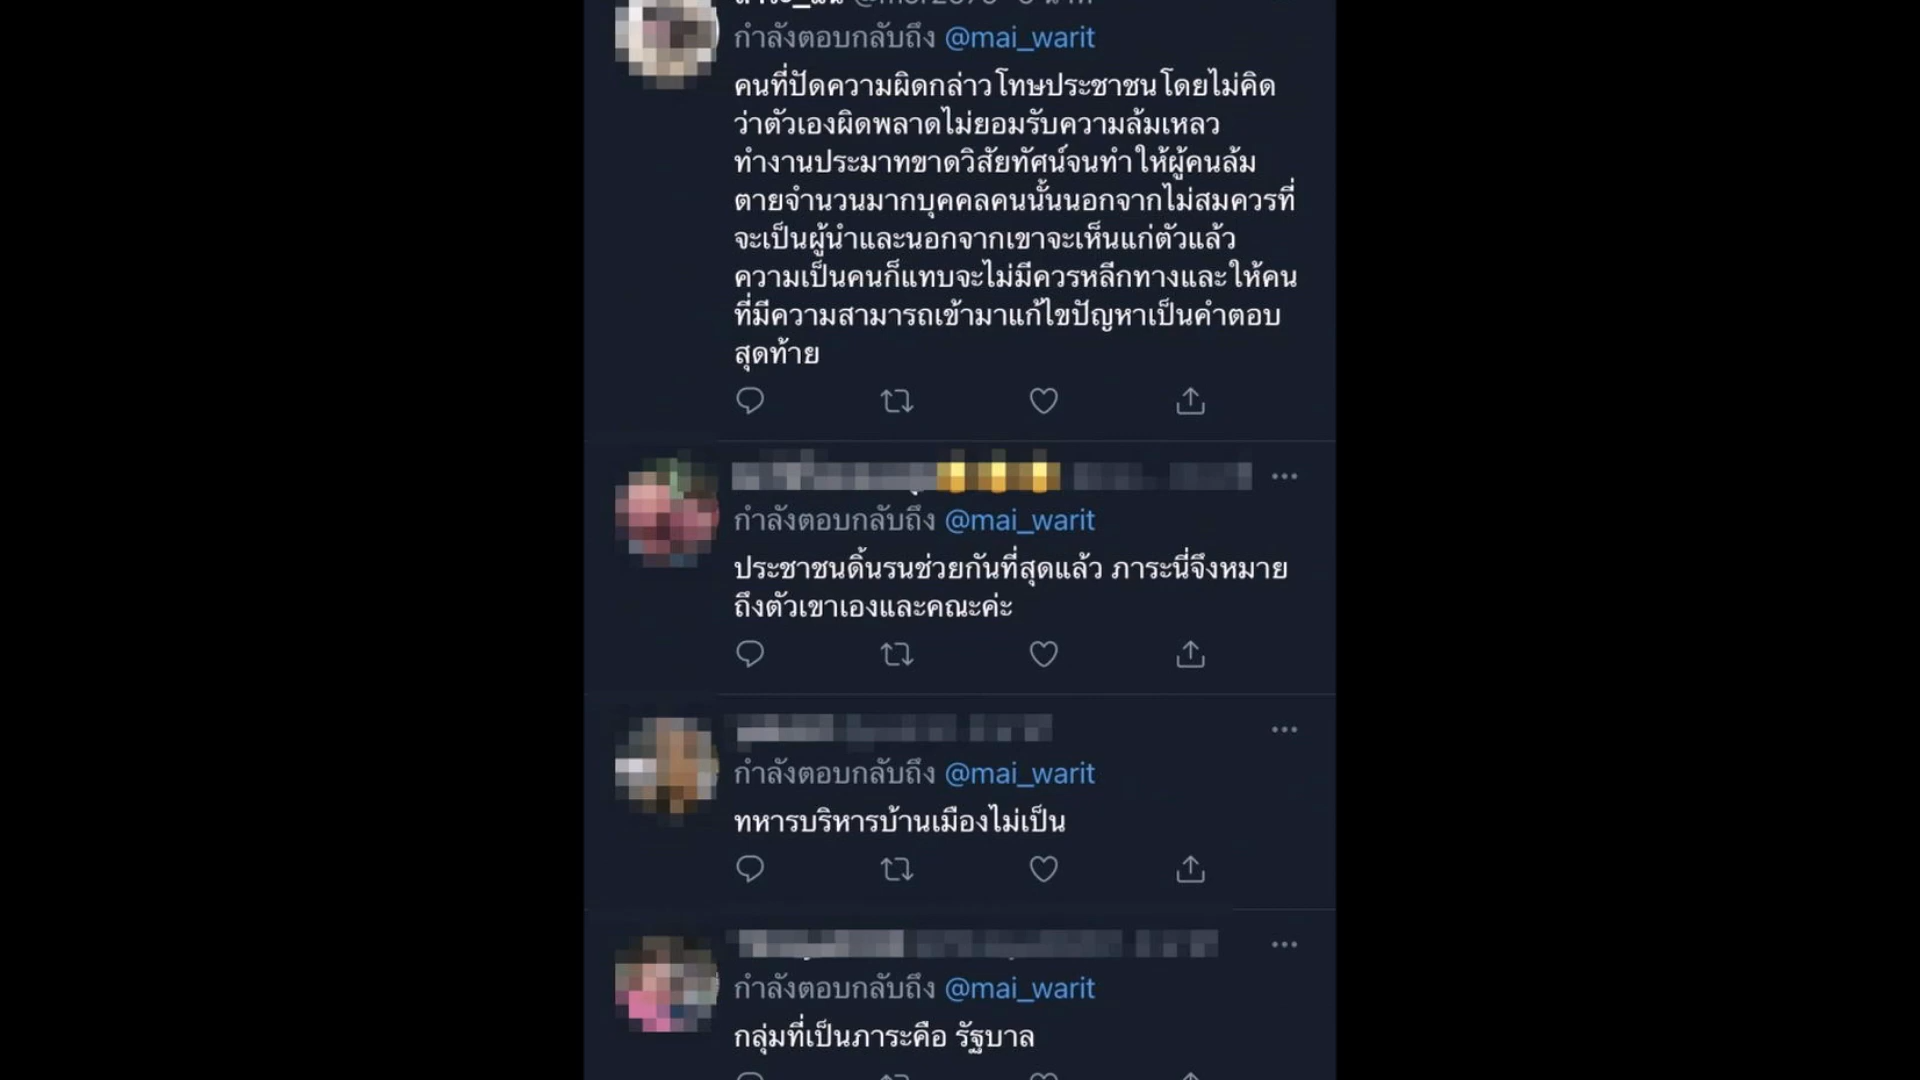 กำลังตอบกลับถึง @mai_warit
คนที่ปัดความผิดกล่าวโทษประชาชนโดยไม่คิด
ว่าตัวเองผิดพลาดไม่ยอมรับความล้มเหลว
ทำงานประมาทขาดวิสัยทัศน์จนทำให้ผู้คนล้ม
ตายจำนวนมากบุคคลคนนั้นนอกจากไม่สมควรที่
จะเป็นผู้นำและนอกจากเขาจะเห็นแก่ตัวแล้ว
ความเป็นคนก็แทบจะไม่มีควรหลีกทางและให้คน
ที่มีความสามารถเข้ามาแก้ไขปัญหาเป็นคำตอบ
สุดท้าย
กำลังตอบกลับถึง @mai_warit
ประชาชนดิ้นรนช่วยกันที่สุดแล้ว ภาระนี่จึงหมาย
ถึงตัวเขาเองและคณะค่ะ
กำลังตอบกลับถึง @mai_warit
ทหารบริหารบ้านเมืองไม่เป็น
กำลังตอบกลับถึง @mai_warit
กลุ่มที่เป็นภาระคือ รัฐบาล